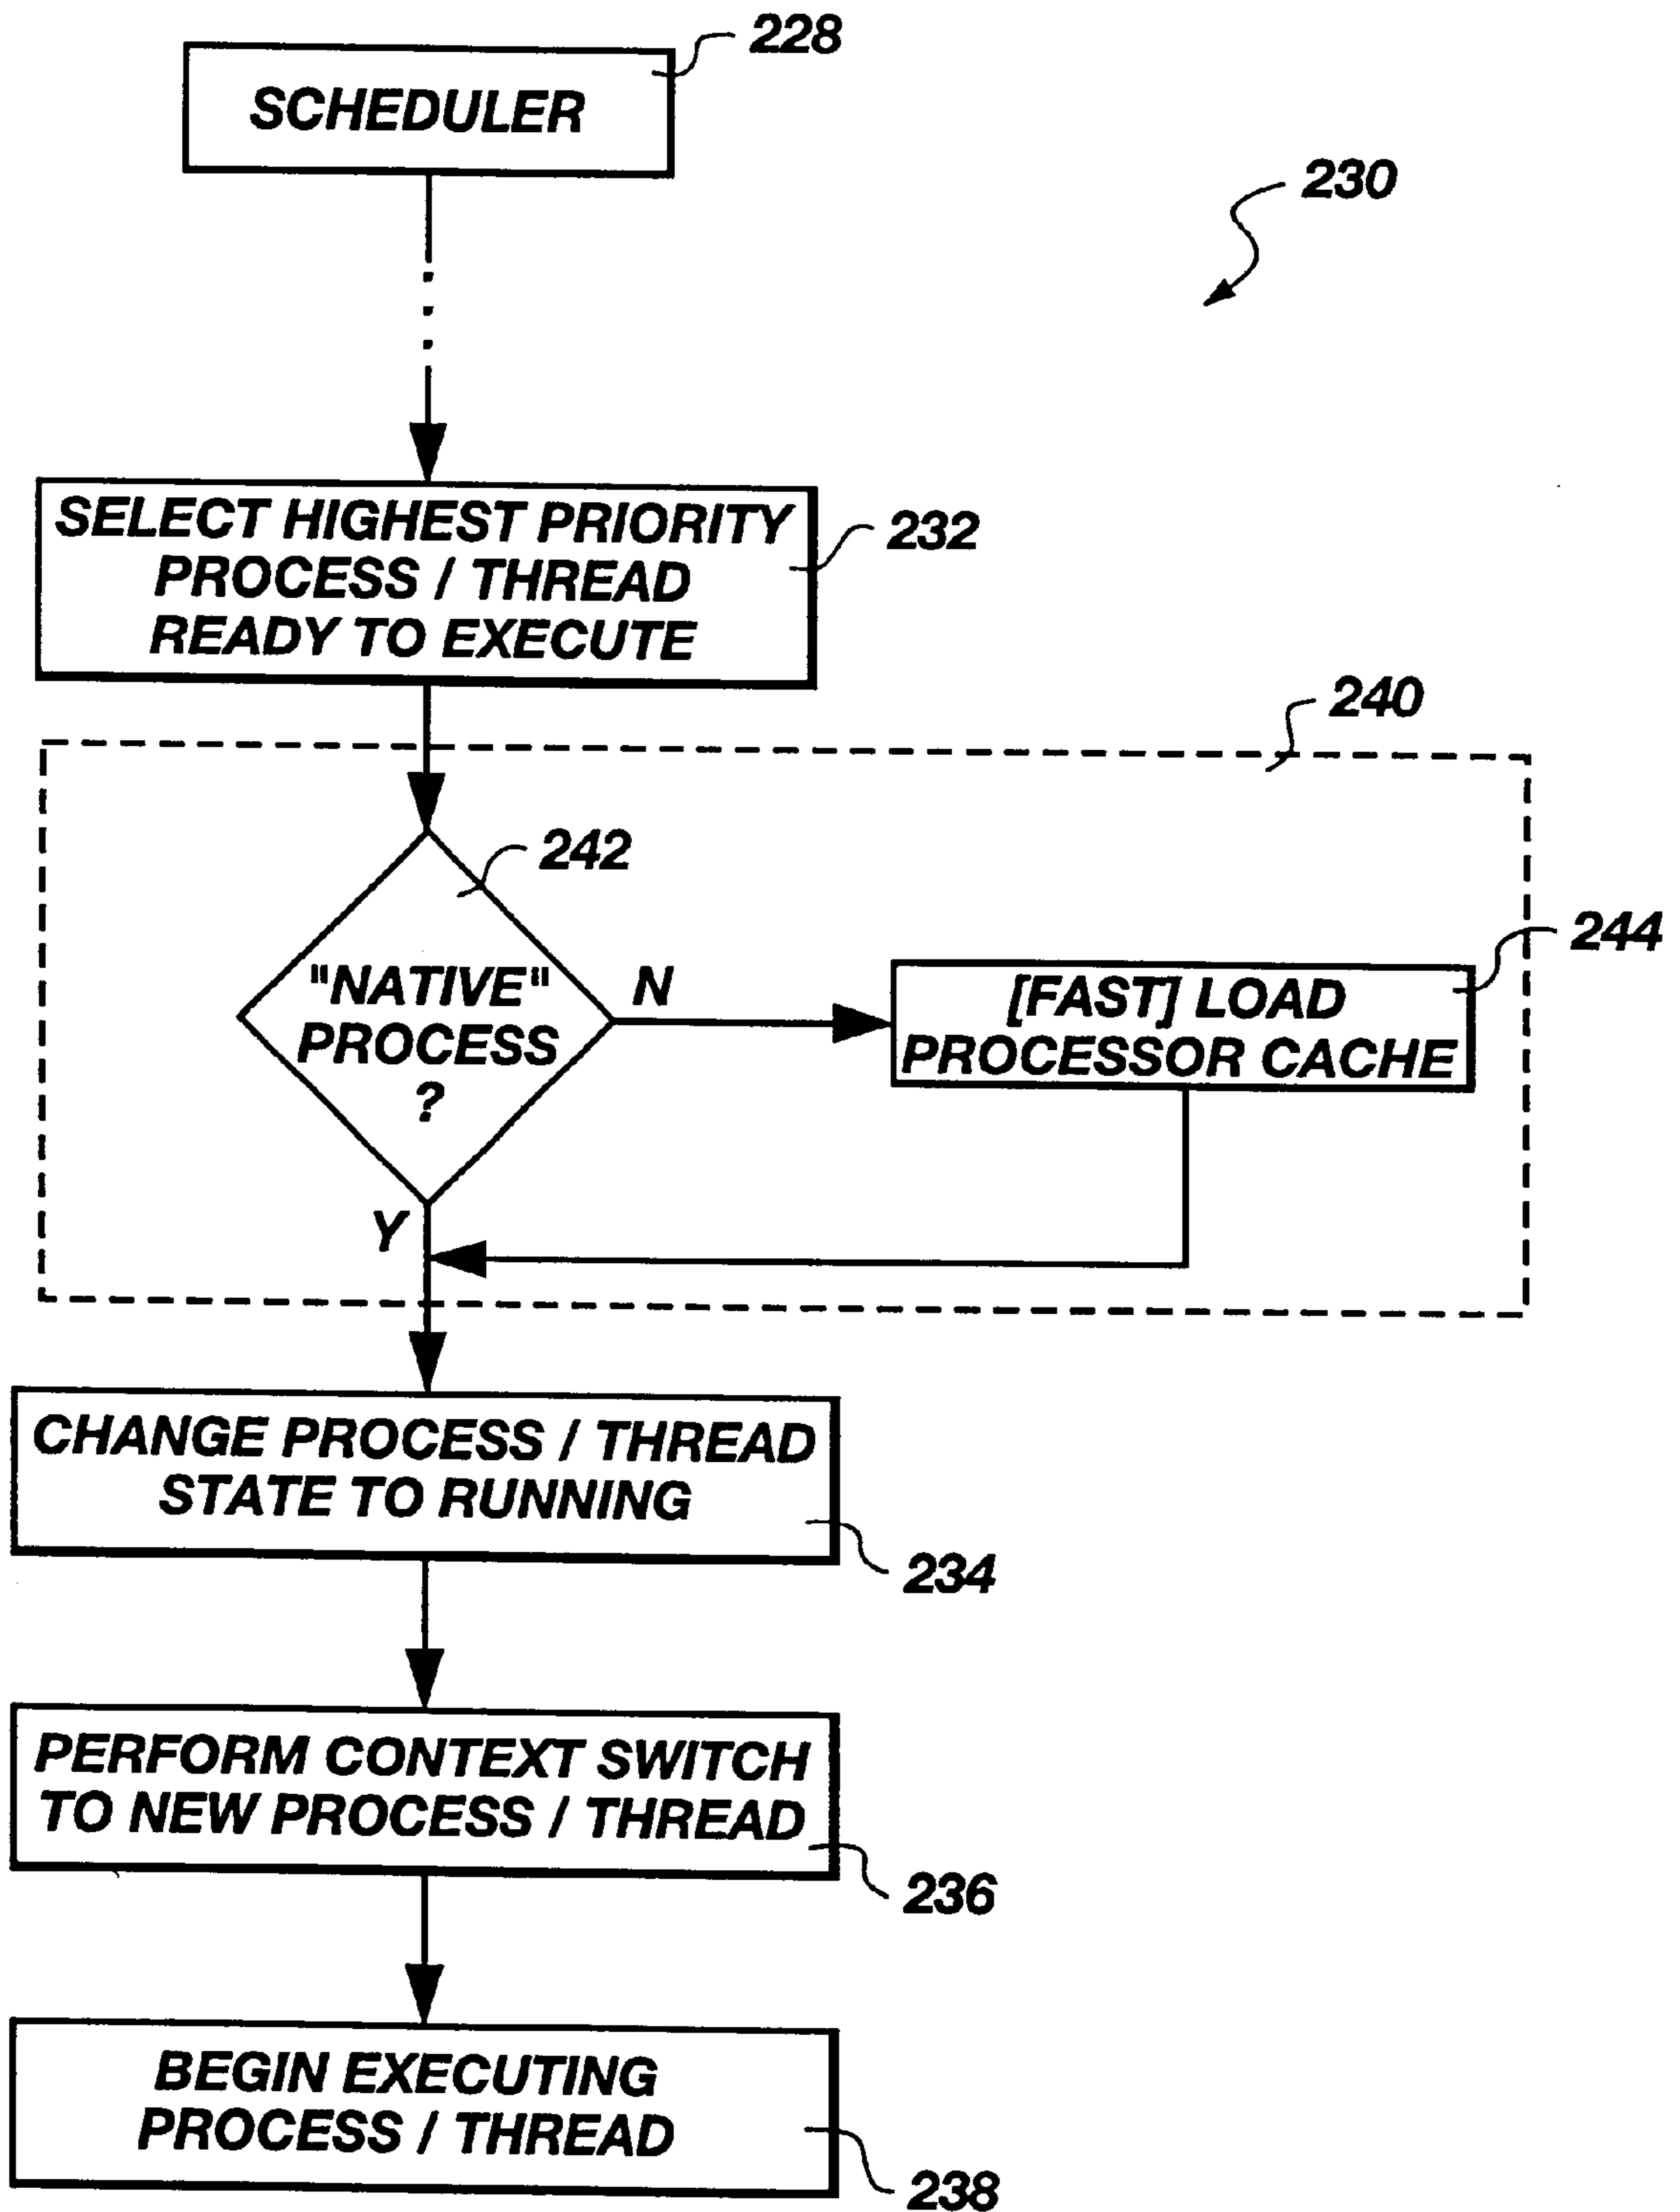 228
SCHEDULER
230
SELECT HIGHEST PRIORITY
PROCESS / THREAD
READY TO EXECUTE
232
240
242
"NATIVE"
PROCESS
?
N
Y
244
[FAST] LOAD
PROCESSOR CACHE
CHANGE PROCESS / THREAD
STATE TO RUNNING
234
PERFORM CONTEXT SWITCH
TO NEW PROCESS / THREAD
236
BEGIN EXECUTING
PROCESS / THREAD
238